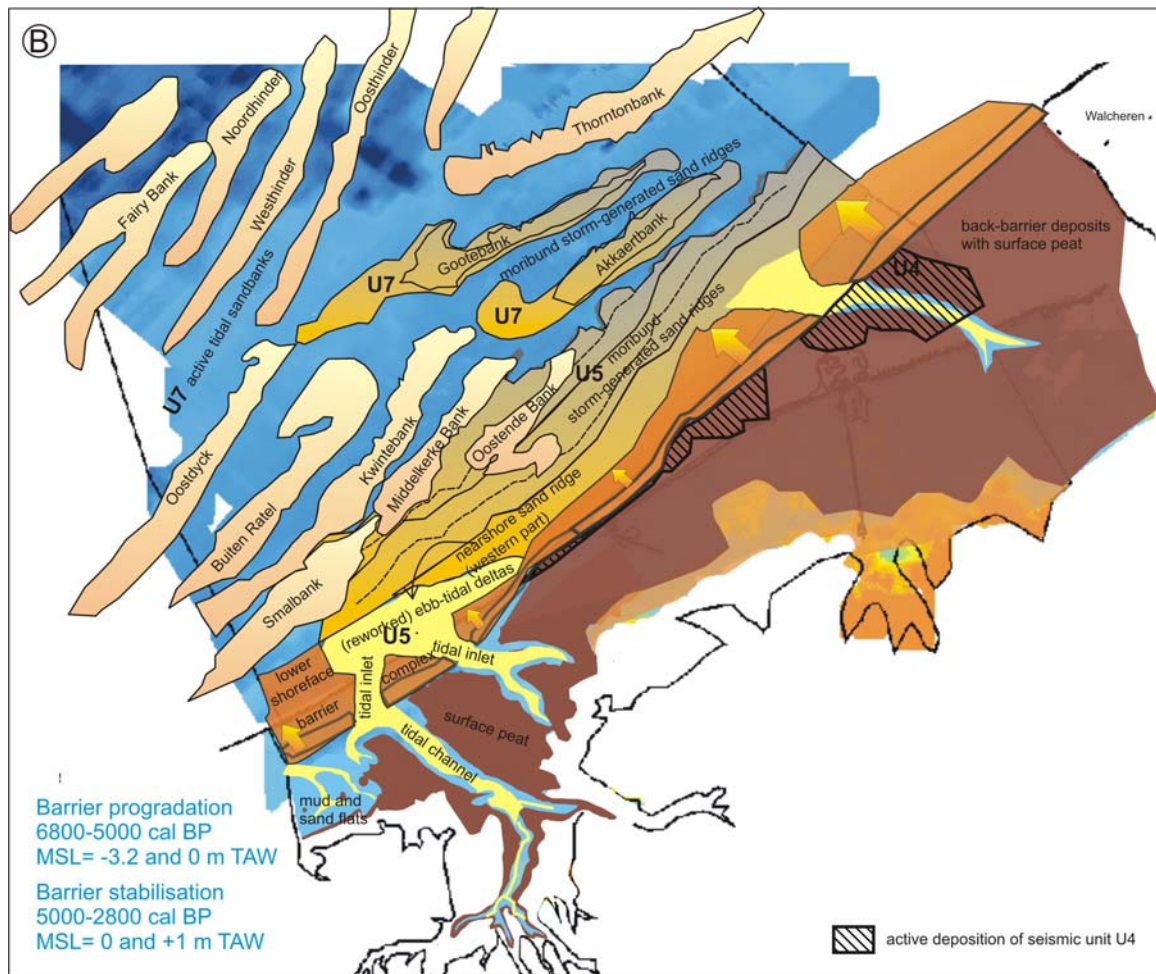 B
Oosthinder
Noordhinder
Thorntonbank
Walcheren
Westhinder
Fairy Bank
moribund storm-generated sand ridges
Gootebank
Akkaertbank
back-barrier deposits
with surface peat
U7
U4
U7
U7 active tidal sandbanks
U5
moribund
storm-generated sand ridges
Oostende Bank
Kwintebank
Middelkerke Bank
Oostdyck
Buiten Ratel
nearshore sand ridge
(western part)
Smalbank
(reworked) ebb-tidal deltas
U5
tidal inlet
lower
shoreface
complex
tidal inlet
barrier
surface peat
tidal channel
mud and
sand flats
Barrier progradation
6800-5000 cal BP
MSL= -3.2 and 0 m TAW
Barrier stabilisation
5000-2800 cal BP
MSL= 0 and +1 m TAW
active deposition of seismic unit U4